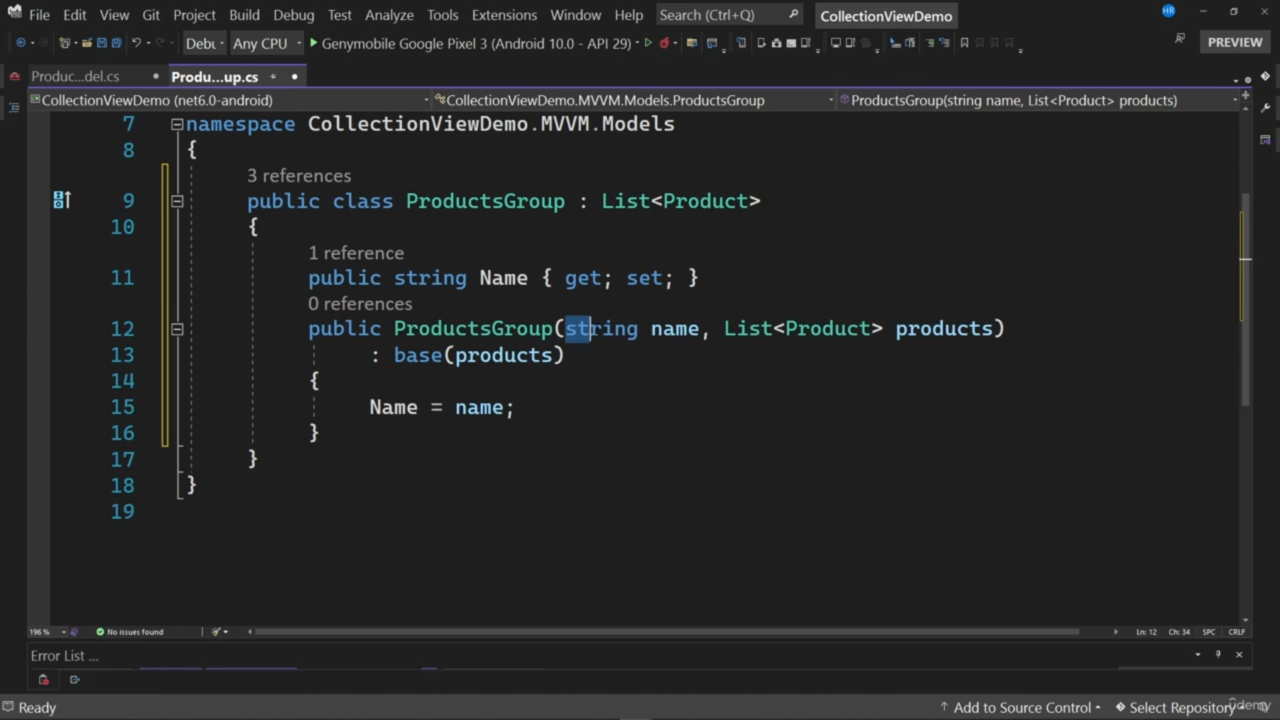 File Edit View Git Project Build Debug Test Analyze Tools Extensions Window Help Search (Ctrl+Q) CollectionViewDemo HR
Debu Any CPU Genymobile Google Pixel 3 (Android 10.0 - API 29) PREVIEW
Produc...del.cs Produ...up.cs
CollectionViewDemo (net6.0-android) CollectionViewDemo.MVVM.Models.ProductsGroup ProductsGroup(string name, List<Product> products)
7 namespace CollectionViewDemo.MVVM.Models
8 {
3 references
9 public class ProductsGroup : List<Product>
10 {
1 reference
11 public string Name { get; set; }
0 references
12 public ProductsGroup(string name, List<Product> products)
13 : base(products)
14 {
15 Name = name;
16 }
17 }
18 }
19
196 % No issues found Ln: 12 Ch: 34 SPC CRLF
Error List ...
Ready Add to Source Control Select Repository
Udemy